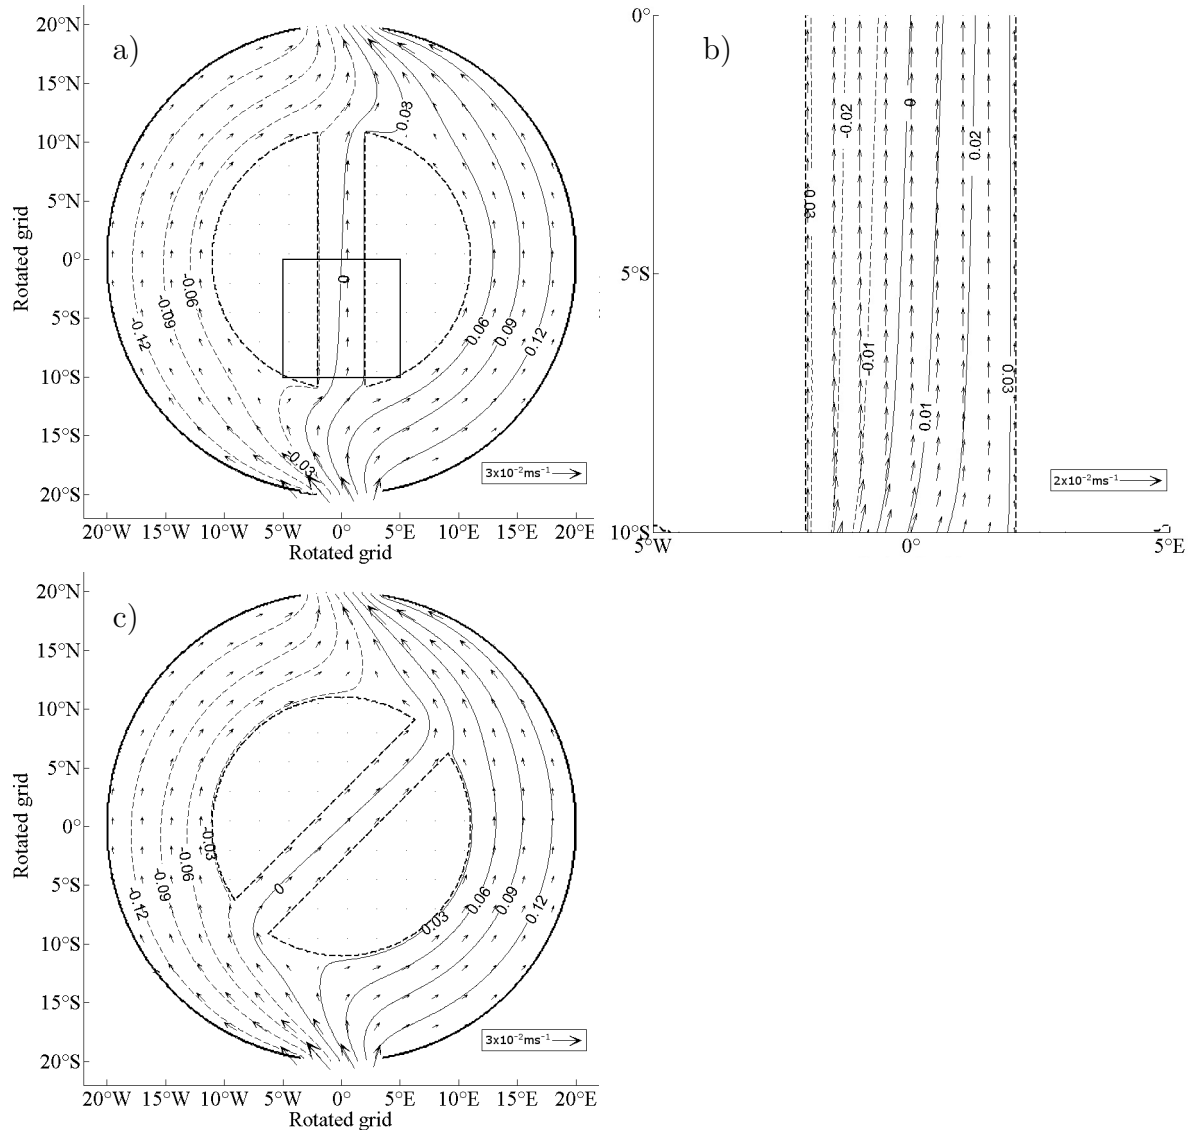 a)
20°N
15°N
10°N
5°N
0°
5°S
10°S
15°S
20°S
Rotated grid
0.03
0
-0.06
-0.09
-0.12
0.06
0.09
0.12
-0.03
3x10⁻²ms⁻¹
20°W 15°W 10°W 5°W 0°W 5°E 10°E 15°E 20°E
Rotated grid
b)
0°
5°S
10°S
-0.02
0
0.02
-0.03
-0.01
0.01
0.03
2x10⁻²ms⁻¹
5°W 0° 5°E
c)
20°N
15°N
10°N
5°N
0°
5°S
10°S
15°S
20°S
Rotated grid
-0.03
-0.06
-0.09
-0.12
0
0.03
0.06
0.09
0.12
3x10⁻²ms⁻¹
20°W 15°W 10°W 5°W 0°W 5°E 10°E 15°E 20°E
Rotated grid